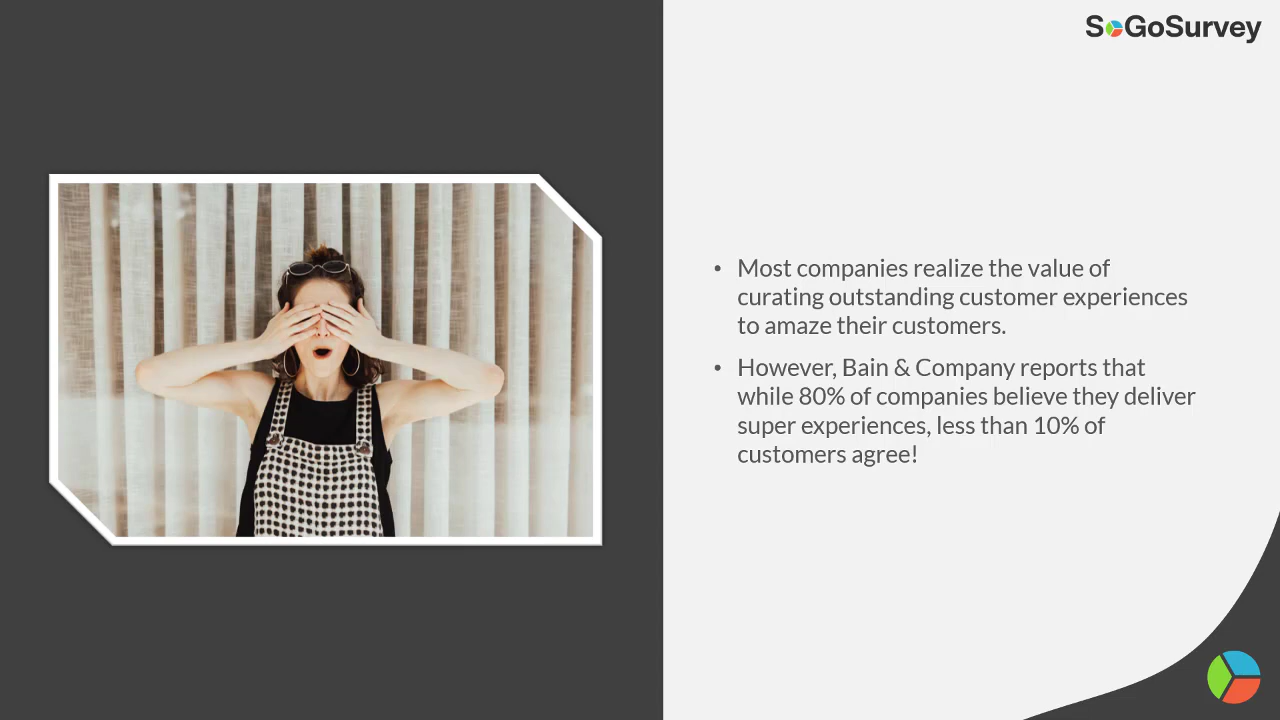 SoGoSurvey
• Most companies realize the value of
curating outstanding customer experiences
to amaze their customers.
• However, Bain & Company reports that
while 80% of companies believe they deliver
super experiences, less than 10% of
customers agree!